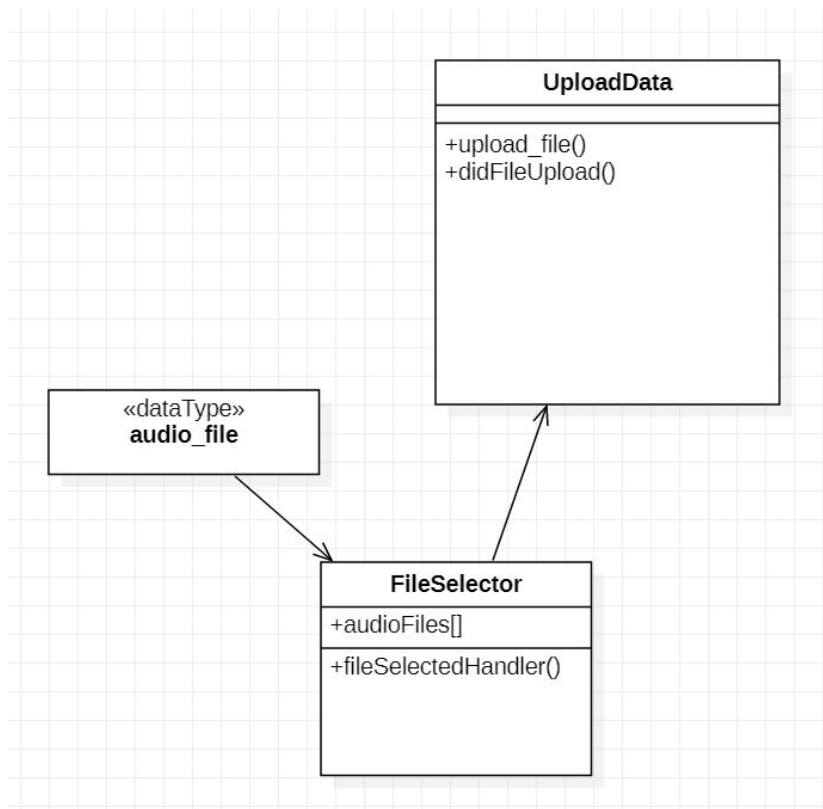 UploadData
+upload_file()
+didFileUpload()
«dataType»
audio_file
FileSelector
+audioFiles[]
+fileSelectedHandler()